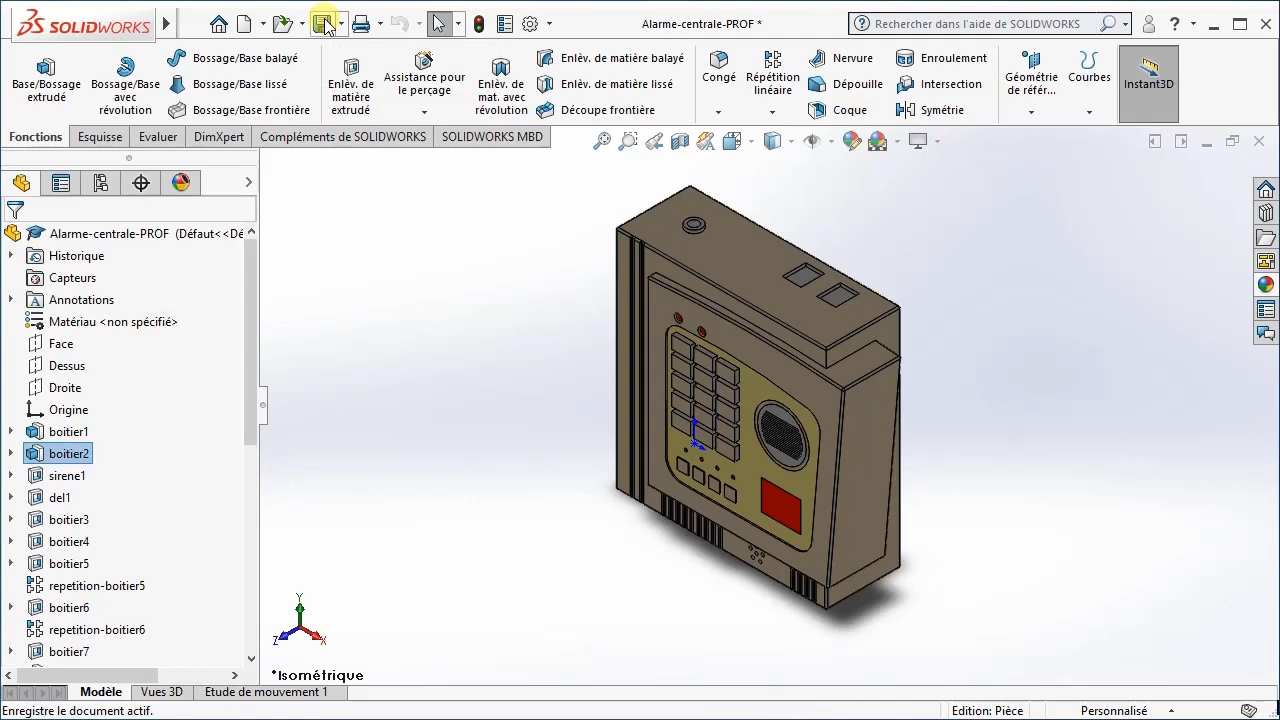 SOLIDWORKS
Alarme-centrale-PROF *
Rechercher dans l'aide de SOLIDWORKS
Base/Bossage
extrudé
Bossage/Base
avec
révolution
Bossage/Base balayé
Bossage/Base lissé
Bossage/Base frontière
Enlèv. de
matière
extrudé
Assistance pour
le perçage
Enlèv. de
mat. avec
révolution
Enlèv. de matière balayé
Enlèv. de matière lissé
Découpe frontière
Congé
Répétition
linéaire
Nervure
Dépouille
Coque
Enroulement
Intersection
Symétrie
Géométrie
de référ...
Courbes
Instant3D
Fonctions
Esquisse
Evaluer
DimXpert
Compléments de SOLIDWORKS
SOLIDWORKS MBD
Alarme-centrale-PROF (Défaut<<Dé
Historique
Capteurs
Annotations
Matériau <non spécifié>
Face
Dessus
Droite
Origine
boitier1
boitier2
sirene1
del1
boitier3
boitier4
boitier5
repetition-boitier5
boitier6
repetition-boitier6
boitier7
Y
Z
X
*Isométrique
Modèle
Vues 3D
Etude de mouvement 1
Enregistre le document actif.
Edition: Pièce
Personnalisé